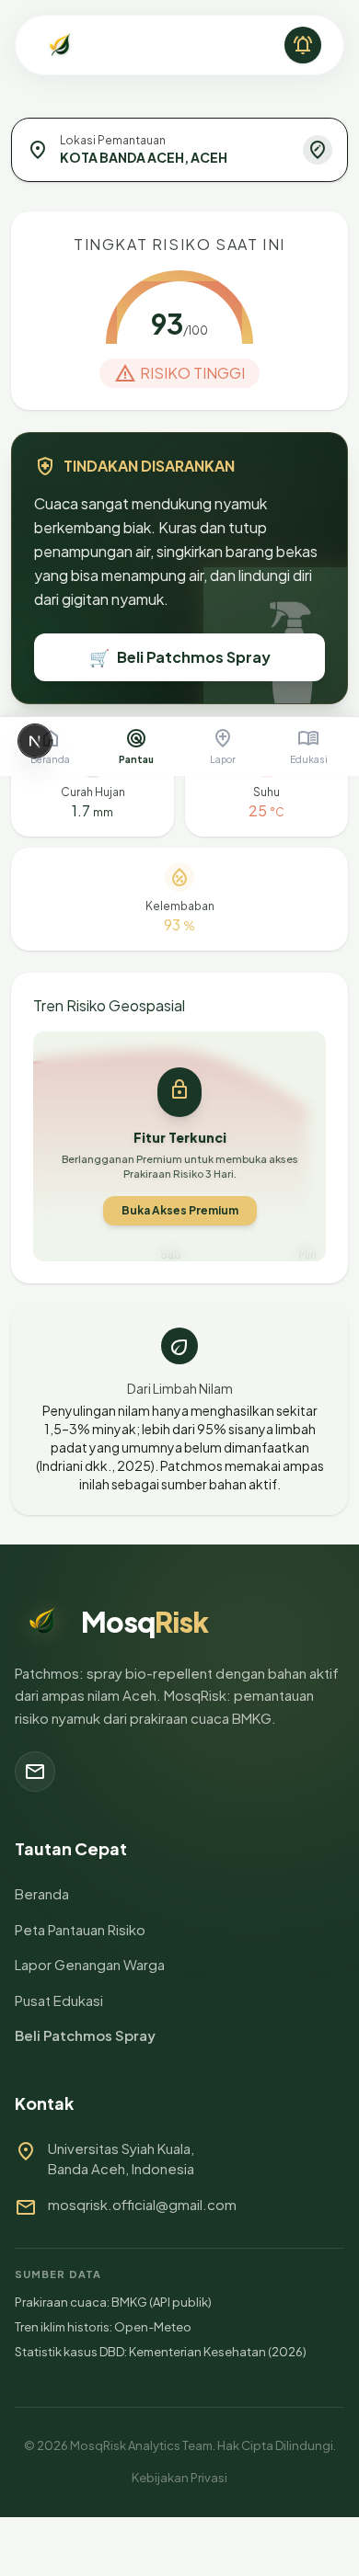 Lokasi Pemantauan
KOTA BANDA ACEH, ACEH
TINGKAT RISIKO SAAT INI
93/100
RISIKO TINGGI
TINDAKAN DISARANKAN
Cuaca sangat mendukung nyamuk
berkembang biak. Kuras dan tutup
penampungan air, singkirkan barang bekas
yang bisa menampung air, dan lindungi diri
dari gigitan nyamuk.
Beli Patchmos Spray
N
Beranda
Pantau
Lapor
Edukasi
Curah Hujan
1.7 mm
Suhu
25 °C
Kelembaban
93 %
Tren Risiko Geospasial
Fitur Terkunci
Berlangganan Premium untuk membuka akses
Prakiraan Risiko 3 Hari.
Buka Akses Premium
Dari Limbah Nilam
Penyulingan nilam hanya menghasilkan sekitar
1,5–3% minyak; lebih dari 95% sisanya limbah
padat yang umumnya belum dimanfaatkan
(Indriani dkk., 2025). Patchmos memakai ampas
inilah sebagai sumber bahan aktif.
MosqRisk
Patchmos: spray bio-repellent dengan bahan aktif
dari ampas nilam Aceh. MosqRisk: pemantauan
risiko nyamuk dari prakiraan cuaca BMKG.
Tautan Cepat
Beranda
Peta Pantauan Risiko
Lapor Genangan Warga
Pusat Edukasi
Beli Patchmos Spray
Kontak
Universitas Syiah Kuala,
Banda Aceh, Indonesia
mosqrisk.official@gmail.com
SUMBER DATA
Prakiraan cuaca: BMKG (API publik)
Tren iklim historis: Open-Meteo
Statistik kasus DBD: Kementerian Kesehatan (2026)
© 2026 MosqRisk Analytics Team. Hak Cipta Dilindungi.
Kebijakan Privasi